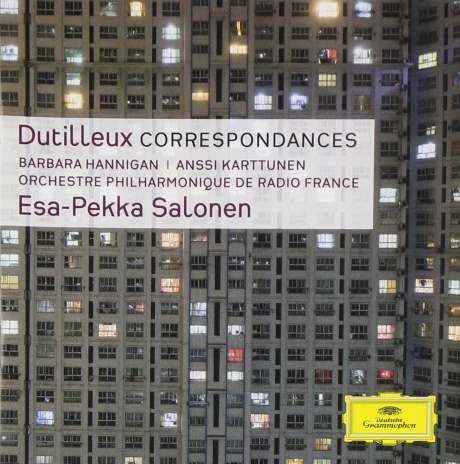 Dutilleux CORRESPONDANCES
BARBARA HANNIGAN | ANSSI KARTTUNEN
ORCHESTRE PHILHARMONIQUE DE RADIO FRANCE
Esa-Pekka Salonen
Deutsche
Grammophon